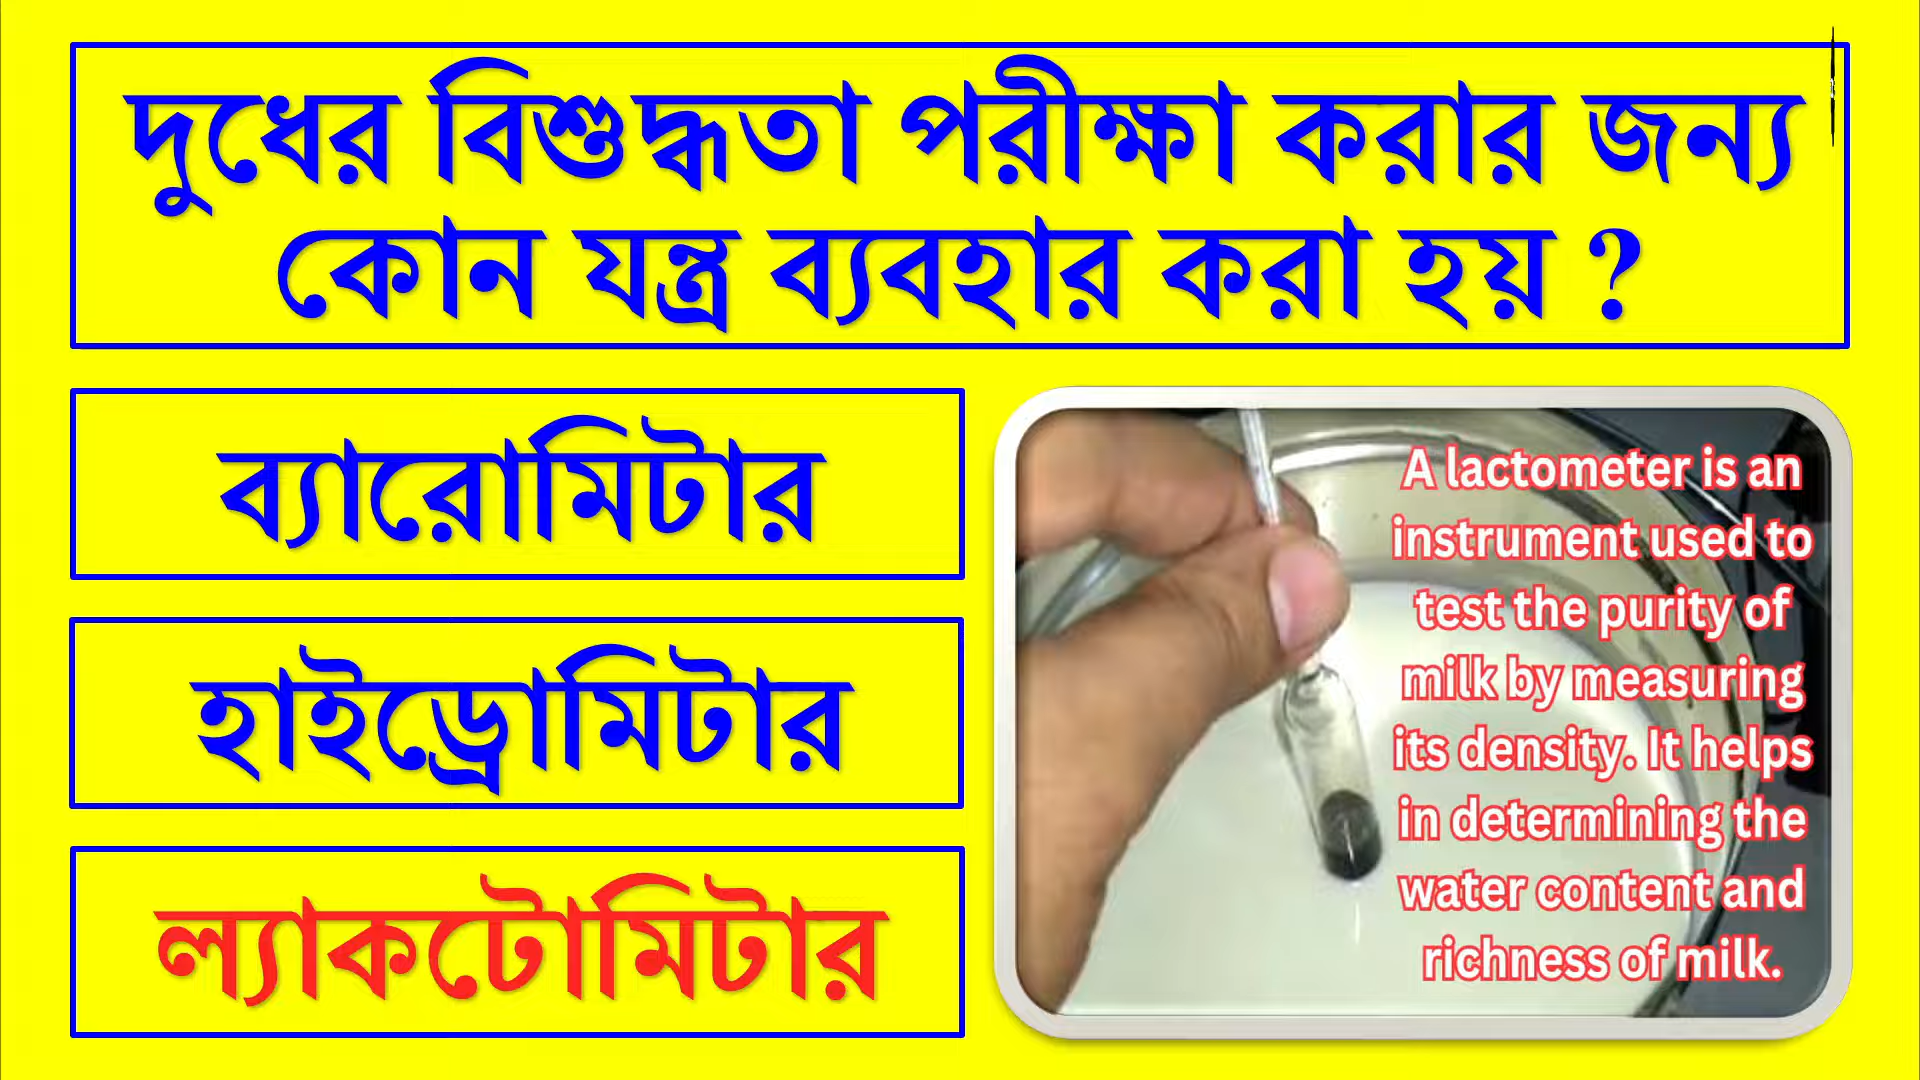 দুধের বিশুদ্ধতা পরীক্ষা করার জন্য
কোন যন্ত্র ব্যবহার করা হয় ?
ব্যারোমিটার
হাইড্রোমিটার
ল্যাকটোমিটার
A lactometer is an
instrument used to
test the purity of
milk by measuring
its density. It helps
in determining the
water content and
richness of milk.